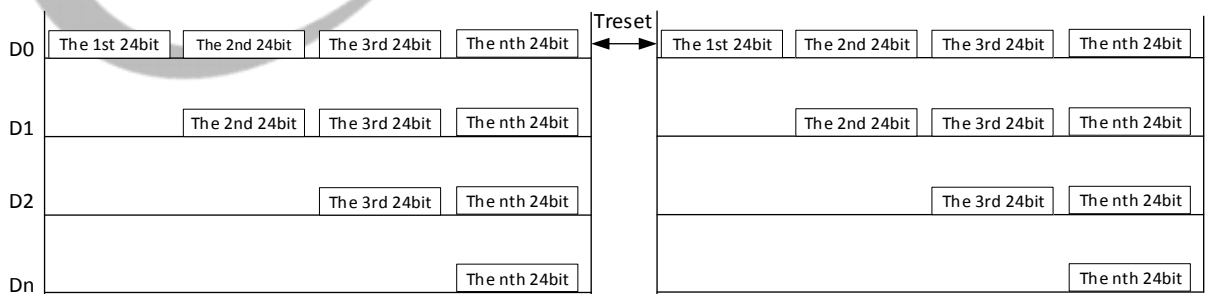 Treset
D0 The 1st 24bit The 2nd 24bit The 3rd 24bit The nth 24bit The 1st 24bit The 2nd 24bit The 3rd 24bit The nth 24bit
D1 The 2nd 24bit The 3rd 24bit The nth 24bit The 2nd 24bit The 3rd 24bit The nth 24bit
D2 The 3rd 24bit The nth 24bit The 3rd 24bit The nth 24bit
Dn The nth 24bit The nth 24bit